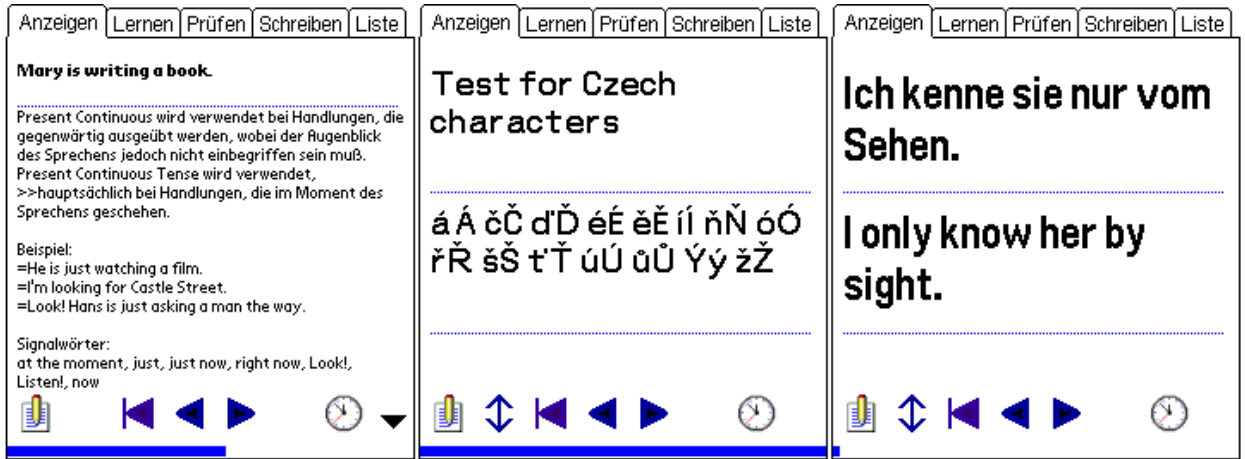 Anzeigen Lernen Prüfen Schreiben Liste
Mary is writing a book.
Present Continuous wird verwendet bei Handlungen, die
gegenwärtig ausgeübt werden, wobei der Augenblick
des Sprechens jedoch nicht einbegriffen sein muß.
Present Continuous Tense wird verwendet,
>>hauptsächlich bei Handlungen, die im Moment des
Sprechens geschehen.
Beispiel:
=He is just watching a film.
=I'm looking for Castle Street.
=Look! Hans is just asking a man the way.
Signalwörter:
at the moment, just, just now, right now, Look!,
Listen!, now
Anzeigen Lernen Prüfen Schreiben Liste
Test for Czech
characters
áÁ čČ ďĎ éÉ ěĚ íÍ ňŇ óÓ
řŘ šŠ ťŤ úÚ ůŮ Ýý žŽ
Anzeigen Lernen Prüfen Schreiben Liste
Ich kenne sie nur vom
Sehen.
I only know her by
sight.